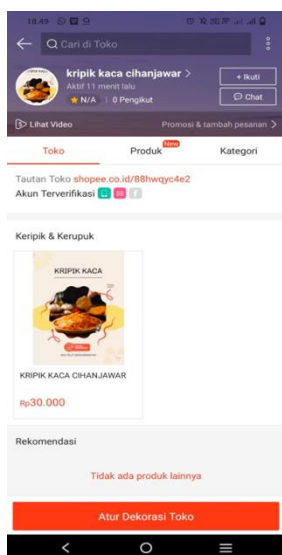 18.49
Q Cari di Toko
kripik kaca cihanjawar >
Aktif 11 menit lalu
N/A | 0 Pengikut
+ Ikuti
Chat
Lihat Video
Promosi & tambah pesanan >
Toko
Produk
New
Kategori
Tautan Toko shopee.co.id/88hwqyc4e2
Akun Terverifikasi
Keripik & Kerupuk
KRIPIK KACA
KRIPIK KACA CIHANJAWAR
Rp30.000
Rekomendasi
Tidak ada produk lainnya
Atur Dekorasi Toko